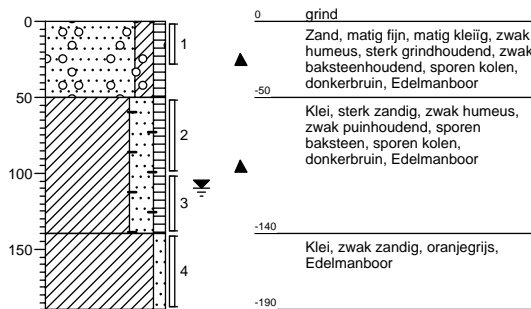 0
50
100
150
1
2
3
4
0
grind
Zand, matig fijn, matig kleiïg, zwak
humeus, sterk grindhoudend, zwak
baksteenhoudend, sporen kolen,
donkerbruin, Edelmanboor
-50
Klei, sterk zandig, zwak humeus,
zwak puinhoudend, sporen
baksteen, sporen kolen,
donkerbruin, Edelmanboor
-140
Klei, zwak zandig, oranjegrijs,
Edelmanboor
-190